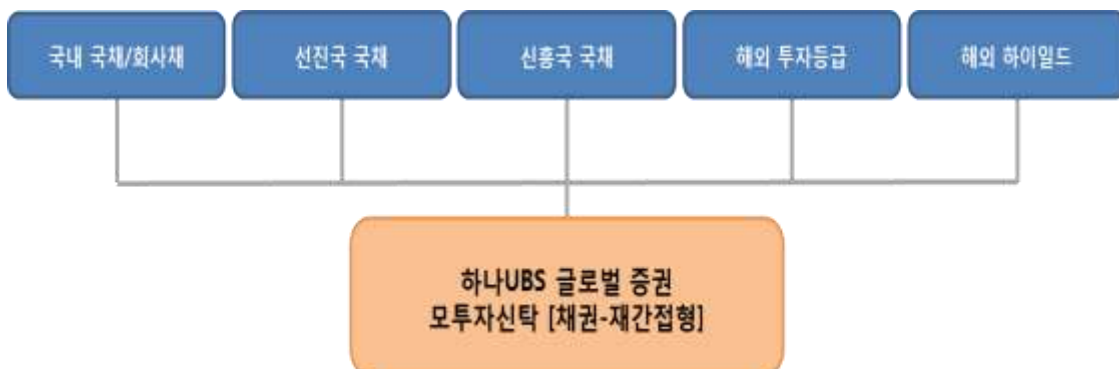 국내 국채/회사채
선진국 국채
신흥국 국채
해외 투자등급
해외 하이일드
하나UBS 글로벌 증권
모투자신탁 [채권-재간접형]